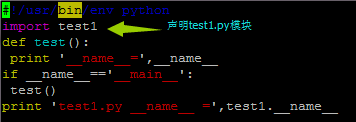 #!/usr/bin/env python
import test1
声明test1.py模块
def test():
 print '__name__=',__name__
if __name__=='__main__':
 test()
print 'test1.py __name__ =',test1.__name__